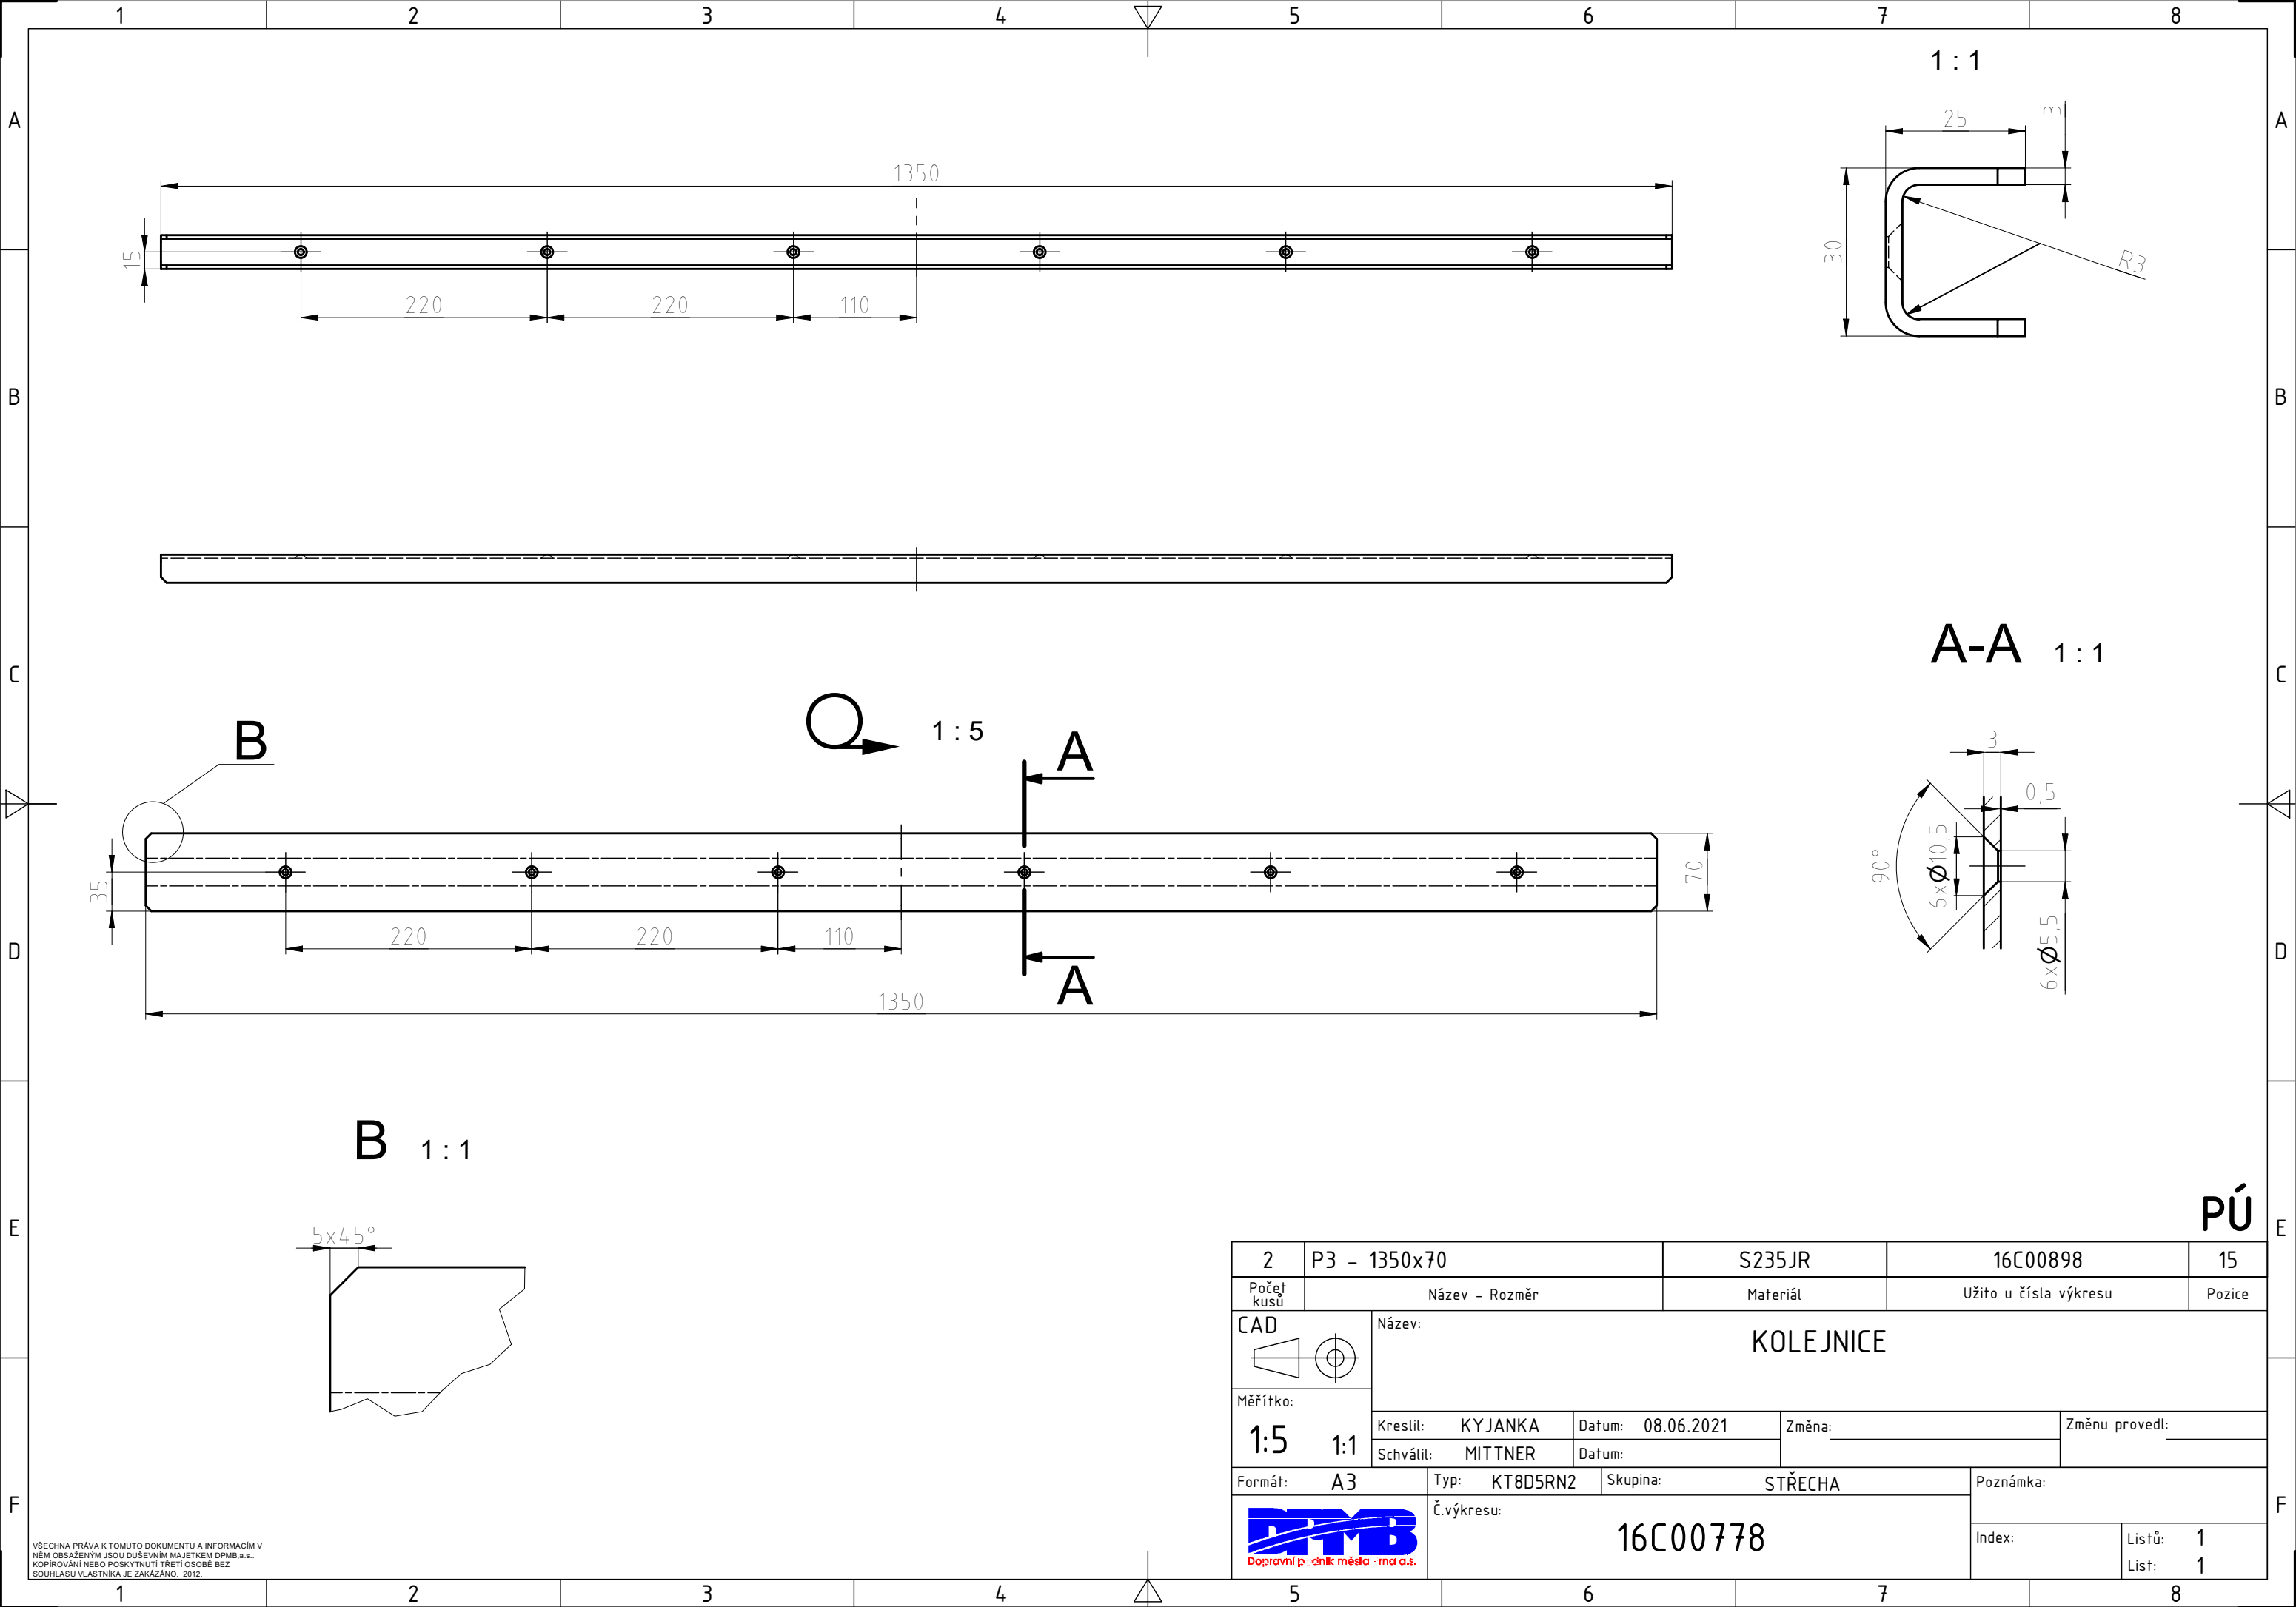 1 2 3 4 5 6 7 8
A
B
C
D
E
F
A
B
C
D
E
F
1 : 1
1350
15
220 220 110
25
3
30
R3
A-A 1 : 1
B
1 : 5
A
35
220 220 110
A
70
1350
3
0,5
90°
6xØ10,5
6xØ5,5
B 1 : 1
5x45°
PÚ
2 P3 - 1350x70 S235JR 16C00898 15
Počet kusů Název - Rozměr Materiál Užito u čísla výkresu Pozice
CAD
Název:
KOLEJNICE
Měřítko:
1:5 1:1
Kreslil: KYJANKA Datum: 08.06.2021 Změna: Změnu provedl:
Schválil: MITTNER Datum:
Formát: A3 Typ: KT8D5RN2 Skupina: STŘECHA Poznámka:
DPMB
Dopravní p dnik města rna a.s.
Č.výkresu:
16C00778
Index:
Listů: 1
List: 1
VŠECHNA PRÁVA K TOMUTO DOKUMENTU A INFORMACÍM V
NĚM OBSAŽENÝM JSOU DUŠEVNÍM MAJETKEM DPMB,a.s..
KOPÍROVÁNÍ NEBO POSKYTNUTÍ TŘETÍ OSOBĚ BEZ
SOUHLASU VLASTNÍKA JE ZAKÁZÁNO. 2012.
1 2 3 4 5 6 7 8